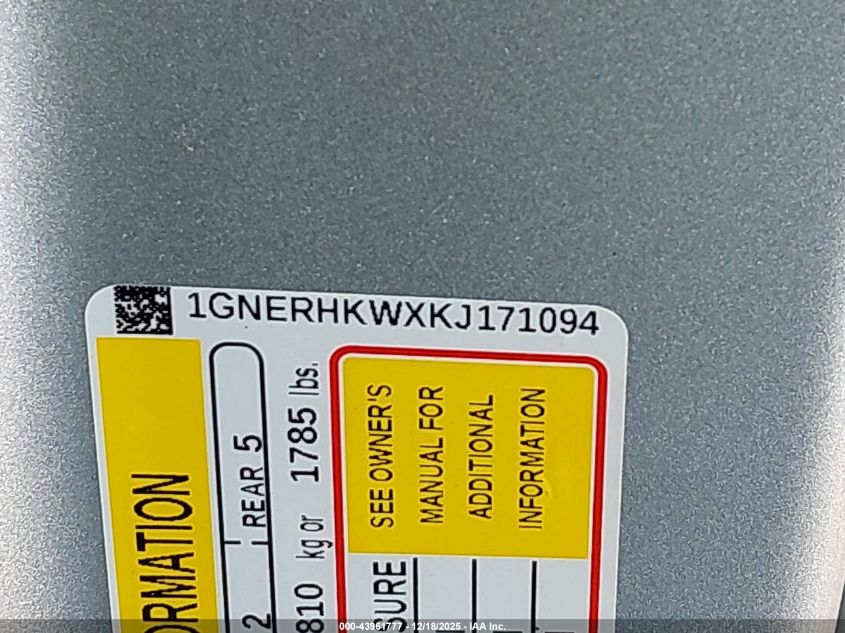 1GNERHKWXKJ171094
ORMATION
2 REAR 5
810 kg or 1785 lbs.
URE
SEE OWNER'S
MANUAL FOR
ADDITIONAL
INFORMATION
000-43961777 - 12/18/2025 - IAA Inc.